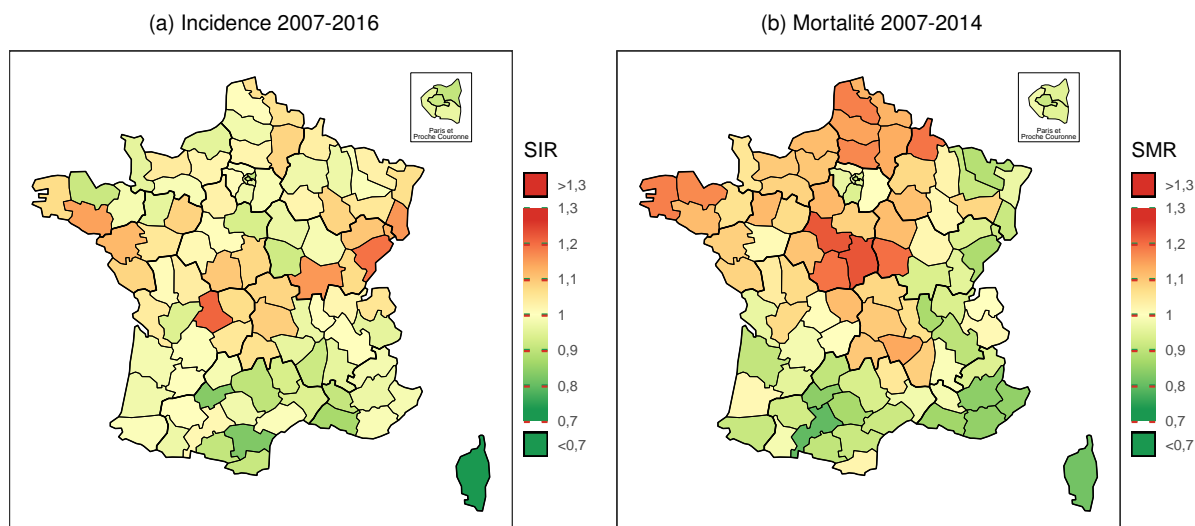 (a) Incidence 2007-2016
Paris et
Proche Couronne
SIR
>1,3
1,3
1,2
1,1
1
0,9
0,8
0,7
<0,7
(b) Mortalité 2007-2014
Paris et
Proche Couronne
SMR
>1,3
1,3
1,2
1,1
1
0,9
0,8
0,7
<0,7